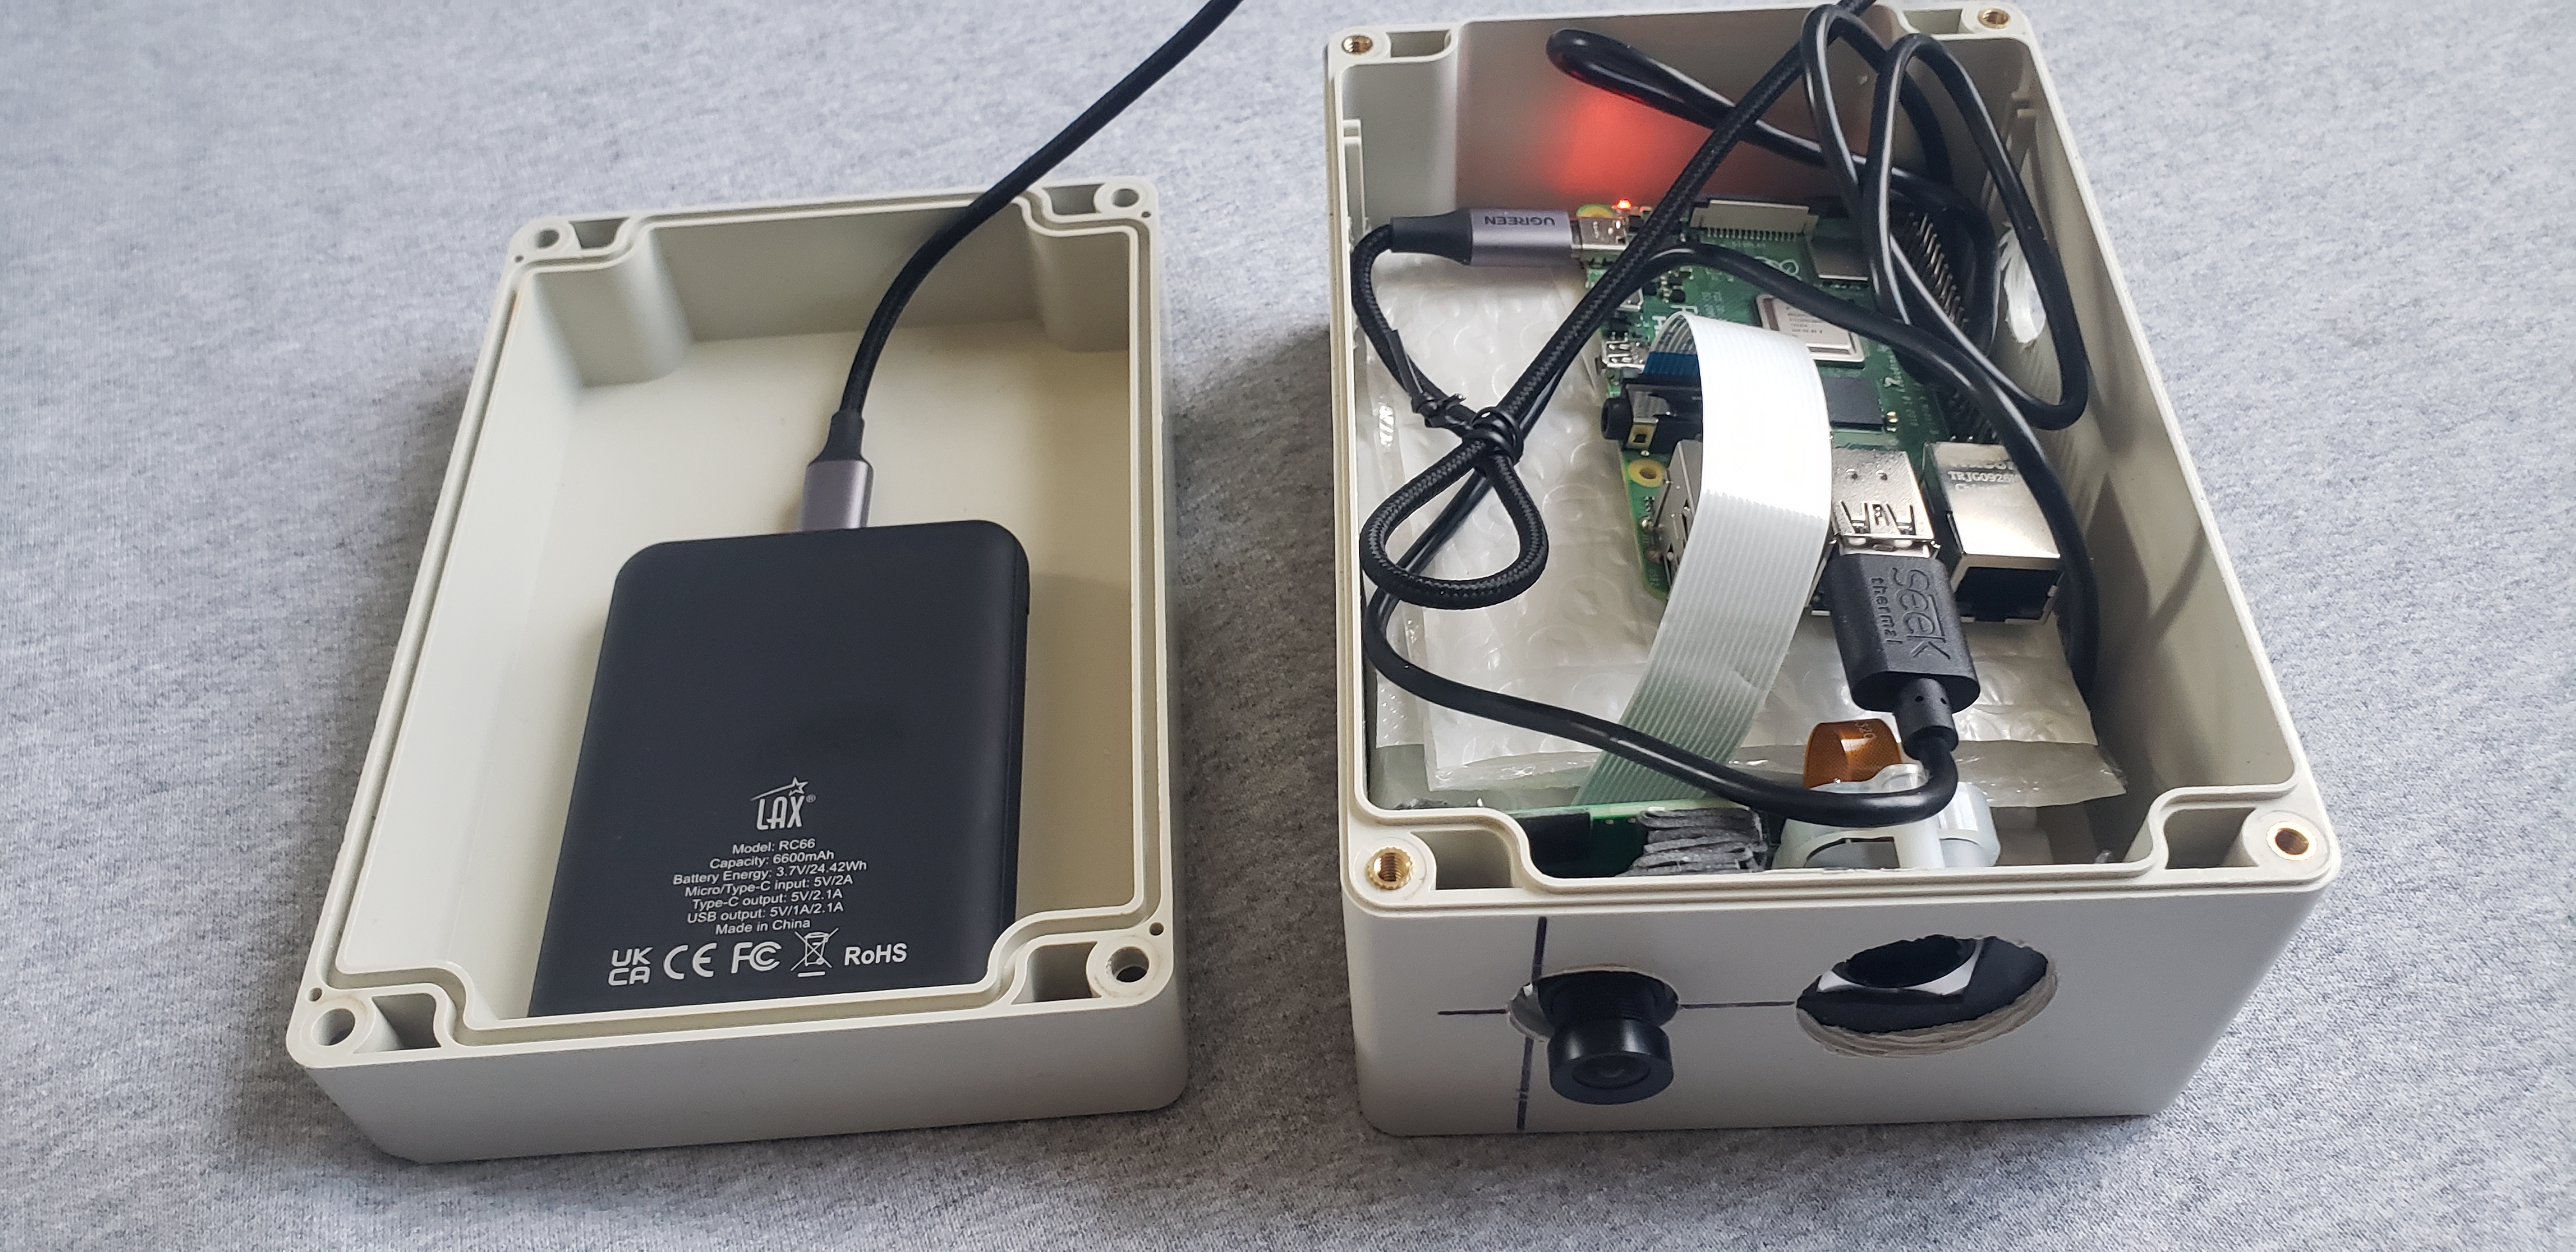 LAX®
Model: RC66
Capacity: 6600mAh
Battery Energy: 3.7V/24.42Wh
Micro/Type-C input: 5V/2A
Type-C output: 5V/2.1A
USB output: 5V/1A/2.1A
Made in China
UK CA CE FC RoHS
UGREEN
seek
thermal